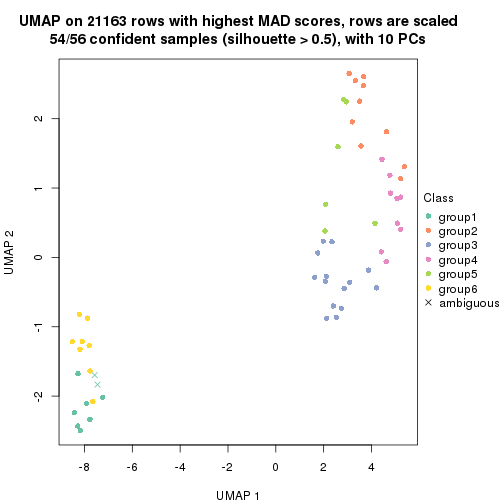 UMAP on 21163 rows with highest MAD scores, rows are scaled
54/56 confident samples (silhouette > 0.5), with 10 PCs
UMAP 2
2
1
0
-1
-2
-8
-6
-4
-2
0
2
4
UMAP 1
Class
group1
group2
group3
group4
group5
group6
ambiguous